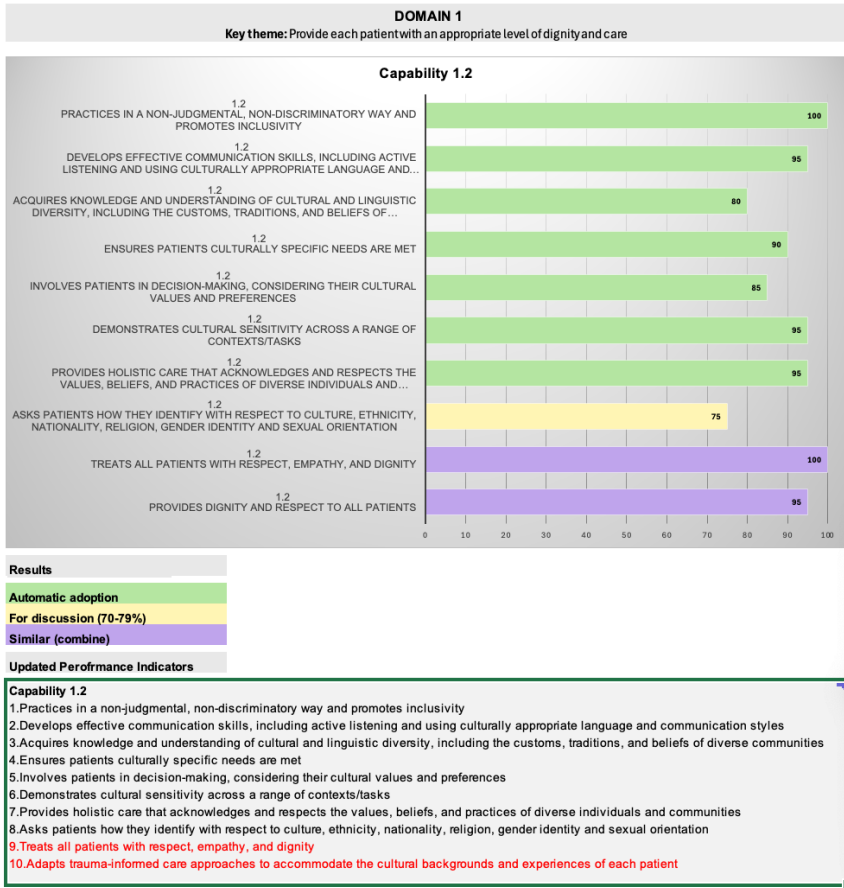 DOMAIN 1
Key theme: Provide each patient with an appropriate level of dignity and care
Capability 1.2
1.2
PRACTICES IN A NON-JUDGMENTAL, NON-DISCRIMINATORY WAY AND
PROMOTES INCLUSIVITY
100
1.2
DEVELOPS EFFECTIVE COMMUNICATION SKILLS, INCLUDING ACTIVE
LISTENING AND USING CULTURALLY APPROPRIATE LANGUAGE AND...
95
1.2
ACQUIRES KNOWLEDGE AND UNDERSTANDING OF CULTURAL AND LINGUISTIC
DIVERSITY, INCLUDING THE CUSTOMS, TRADITIONS, AND BELIEFS OF...
80
1.2
ENSURES PATIENTS CULTURALLY SPECIFIC NEEDS ARE MET
90
1.2
INVOLVES PATIENTS IN DECISION-MAKING, CONSIDERING THEIR CULTURAL
VALUES AND PREFERENCES
85
1.2
DEMONSTRATES CULTURAL SENSITIVITY ACROSS A RANGE OF
CONTEXTS/TASKS
95
1.2
PROVIDES HOLISTIC CARE THAT ACKNOWLEDGES AND RESPECTS THE
VALUES, BELIEFS, AND PRACTICES OF DIVERSE INDIVIDUALS AND...
95
1.2
ASKS PATIENTS HOW THEY IDENTIFY WITH RESPECT TO CULTURE, ETHNICITY,
NATIONALITY, RELIGION, GENDER IDENTITY AND SEXUAL ORIENTATION
75
1.2
TREATS ALL PATIENTS WITH RESPECT, EMPATHY, AND DIGNITY
100
1.2
PROVIDES DIGNITY AND RESPECT TO ALL PATIENTS
95
0 10 20 30 40 50 60 70 80 90 100
Results
Automatic adoption
For discussion (70-79%)
Similar (combine)
Updated Perofrmance Indicators
Capability 1.2
1.Practices in a non-judgmental, non-discriminatory way and promotes inclusivity
2.Develops effective communication skills, including active listening and using culturally appropriate language and communication styles
3.Acquires knowledge and understanding of cultural and linguistic diversity, including the customs, traditions, and beliefs of diverse communities
4.Ensures patients culturally specific needs are met
5.Involves patients in decision-making, considering their cultural values and preferences
6.Demonstrates cultural sensitivity across a range of contexts/tasks
7.Provides holistic care that acknowledges and respects the values, beliefs, and practices of diverse individuals and communities
8.Asks patients how they identify with respect to culture, ethnicity, nationality, religion, gender identity and sexual orientation
9.Treats all patients with respect, empathy, and dignity
10.Adapts trauma-informed care approaches to accommodate the cultural backgrounds and experiences of each patient